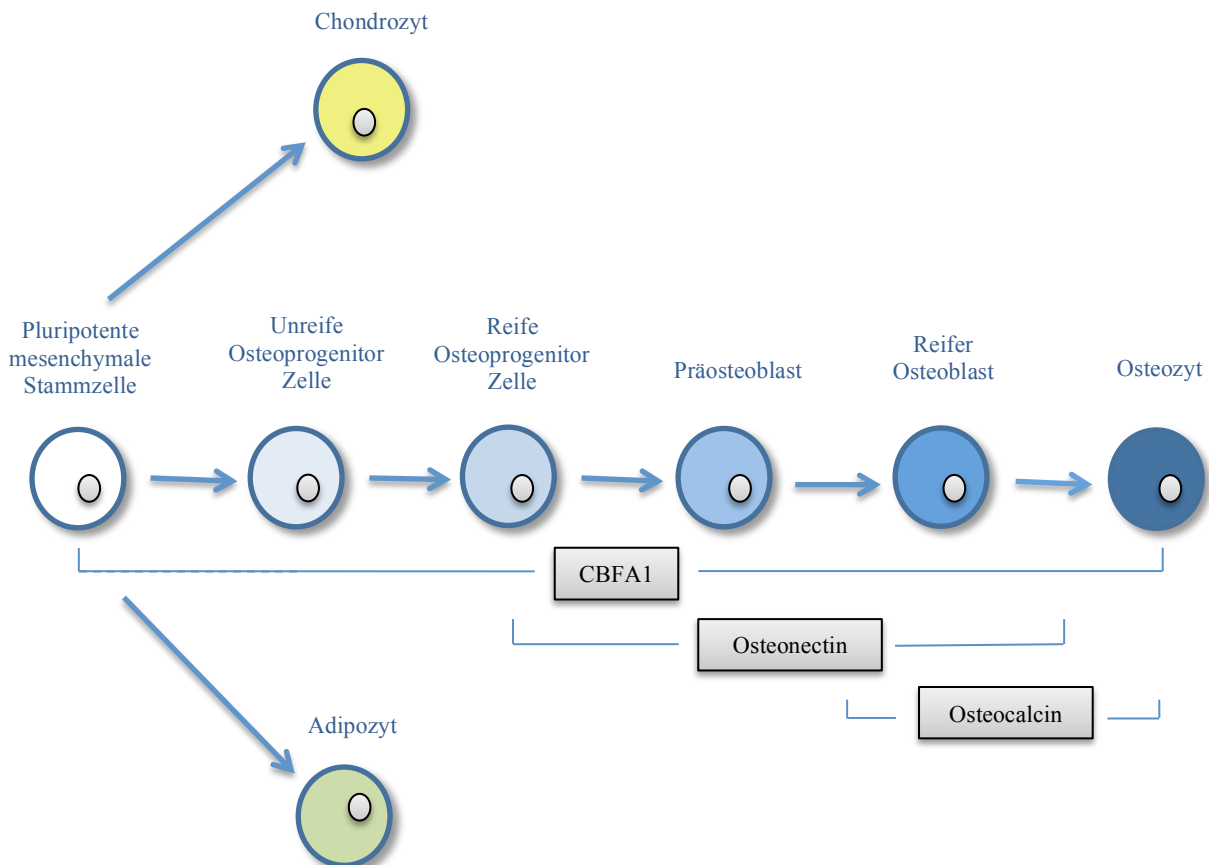 Chondrozyt
Pluripotente
mesenchymale
Stammzelle
Unreife
Osteoprogenitor
Zelle
Reife
Osteoprogenitor
Zelle
Präosteoblast
Reifer
Osteoblast
Osteozyt
CBFA1
Osteonectin
Osteocalcin
Adipozyt